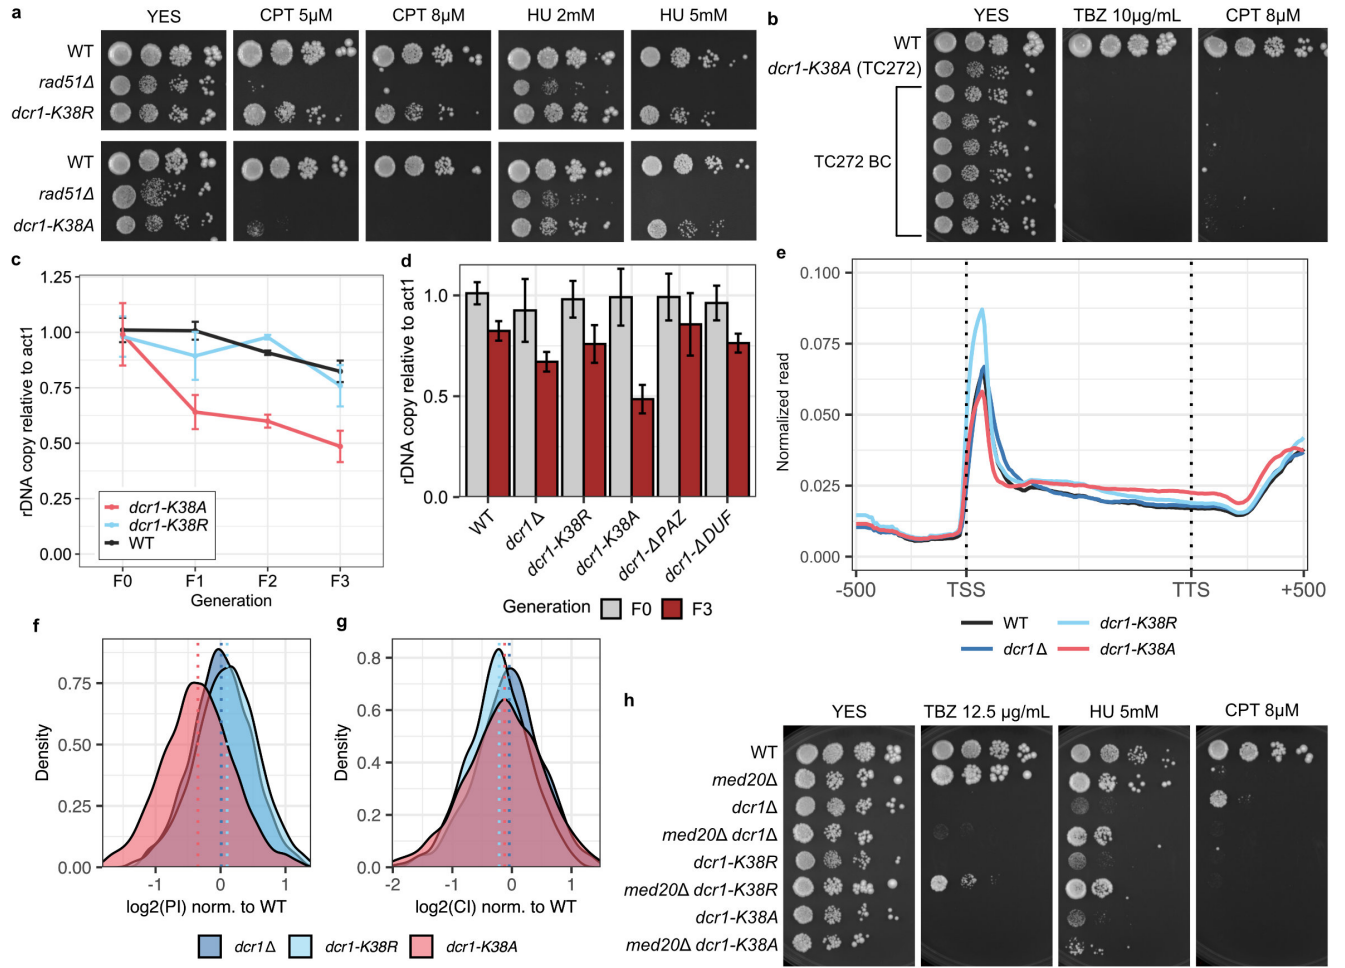 a
YES
CPT 5µM
CPT 8µM
HU 2mM
HU 5mM
WT
rad51Δ
dcr1-K38R
WT
rad51Δ
dcr1-K38A
b
YES
TBZ 10µg/mL
CPT 8µM
WT
dcr1-K38A (TC272)
TC272 BC
c
rDNA copy relative to act1
1.25
1.00
0.75
0.50
0.25
0.00
dcr1-K38A
dcr1-K38R
WT
F0
F1
F2
F3
Generation
d
rDNA copy relative to act1
1.0
0.5
0.0
WT
dcr1Δ
dcr1-K38R
dcr1-K38A
dcr1-ΔPAZ
dcr1-ΔDUF
Generation
F0
F3
e
Normalized read
0.100
0.075
0.050
0.025
0.000
-500
TSS
TTS
+500
WT
dcr1-K38R
dcr1Δ
dcr1-K38A
f
Density
0.75
0.50
0.25
0.00
-1
0
1
log2(PI) norm. to WT
g
Density
0.8
0.6
0.4
0.2
0.0
-2
-1
0
1
log2(CI) norm. to WT
dcr1Δ
dcr1-K38R
dcr1-K38A
h
YES
TBZ 12.5 µg/mL
HU 5mM
CPT 8µM
WT
med20Δ
dcr1Δ
med20Δ dcr1Δ
dcr1-K38R
med20Δ dcr1-K38R
dcr1-K38A
med20Δ dcr1-K38A